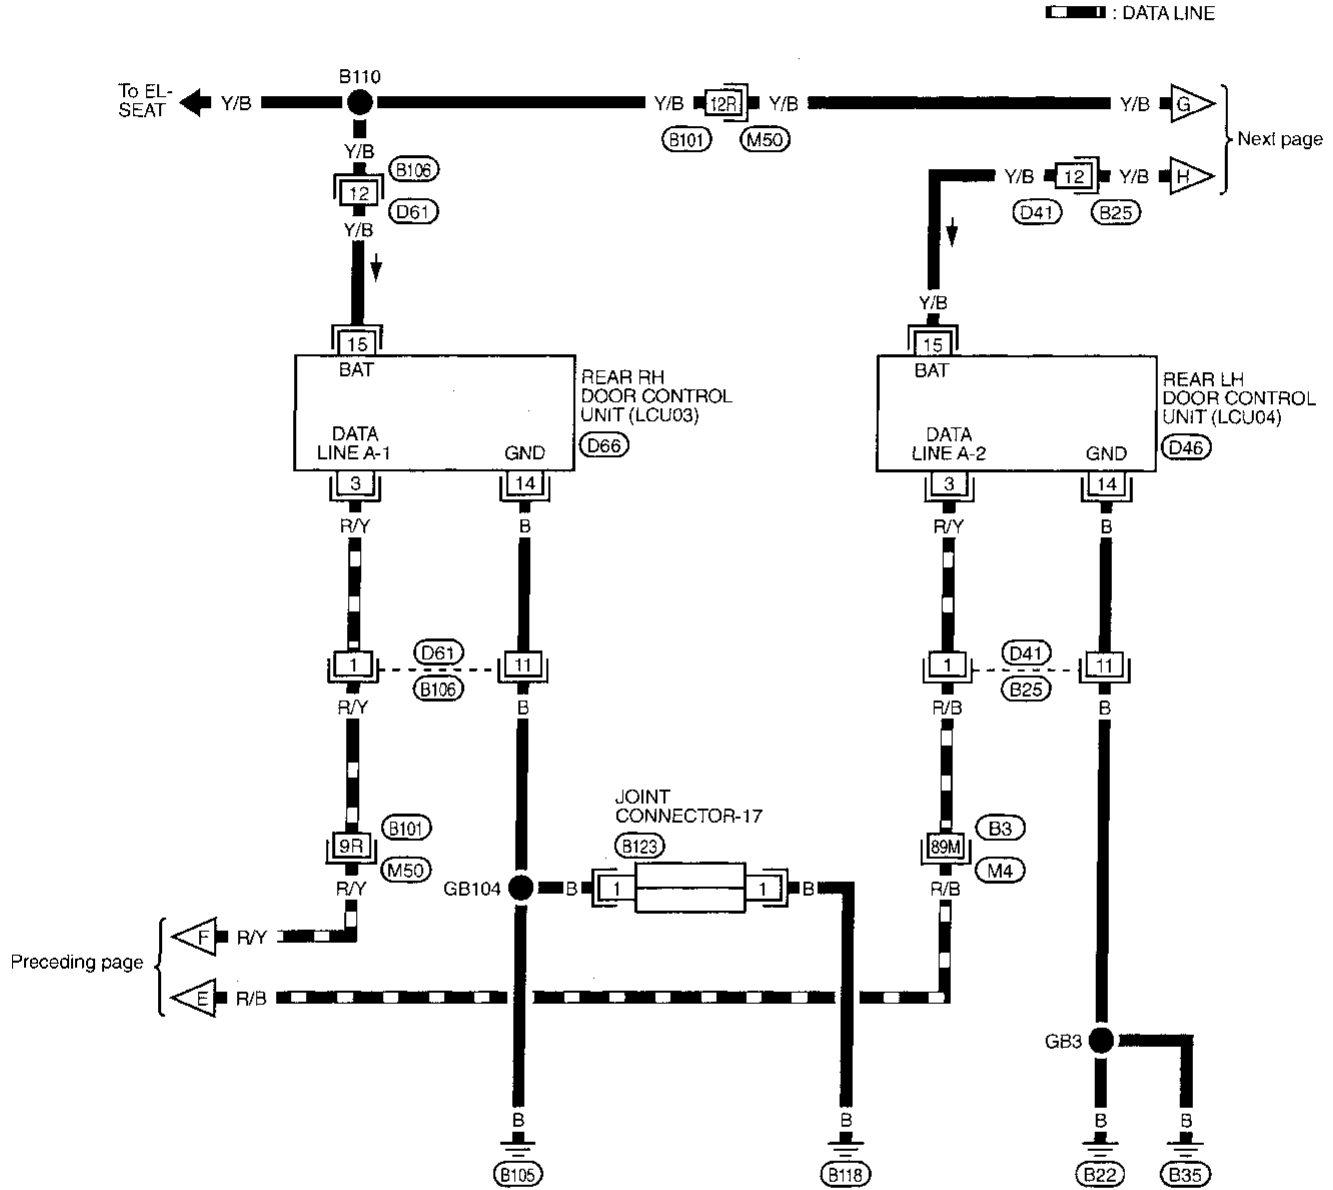 : DATA LINE
B110
To EL-
SEAT
Y/B
Y/B
12R
Y/B
Y/B
G
B101
M50
Next page
Y/B
B106
12
D61
Y/B
Y/B
12
Y/B
H
D41
B25
Y/B
15
BAT
REAR RH
DOOR CONTROL
UNIT (LCU03)
D66
DATA
LINE A-1
GND
3
14
15
BAT
REAR LH
DOOR CONTROL
UNIT (LCU04)
D46
DATA
LINE A-2
GND
3
14
R/Y
B
R/Y
B
1
D61
B106
11
1
D41
B25
11
R/Y
B
R/B
B
JOINT
CONNECTOR-17
B123
9R
B101
M50
89M
B3
M4
R/Y
GB104
B
1
1
B
R/B
Preceding page
F
R/Y
E
R/B
GB3
B
B
B
B
B105
B118
B22
B35